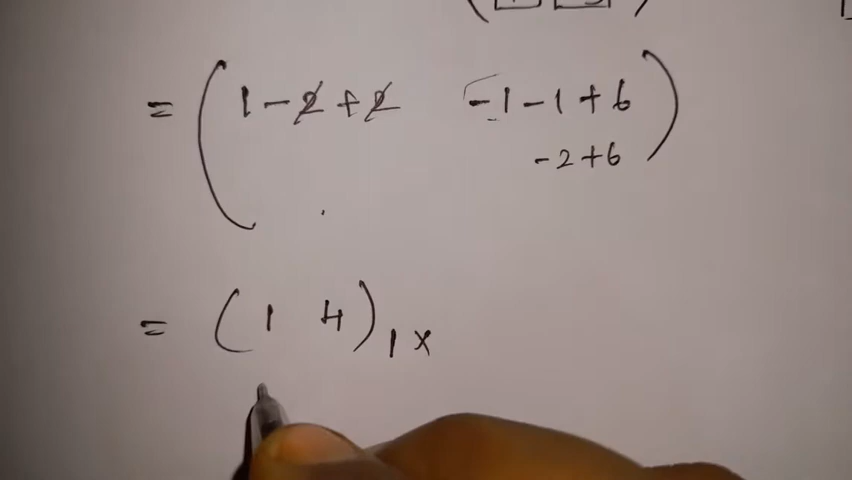 = ( 1 - 2 + 2   -1 - 1 + 6 )
-2 + 6
= ( 1   4 ) 1 ×